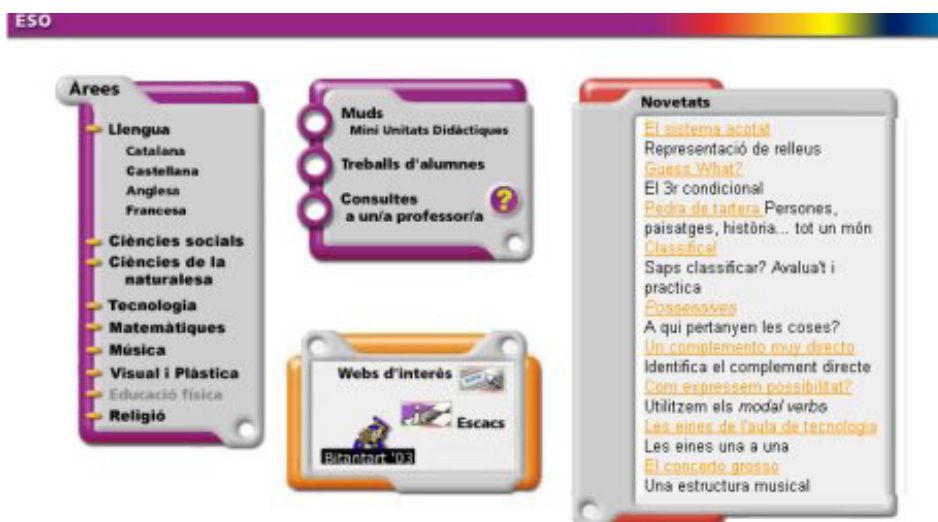 ESO
Àrees
Llengua
Catalana
Castellana
Anglesa
Francesa
Ciències socials
Ciències de la
naturalesa
Tecnologia
Matemàtiques
Música
Visual i Plàstica
Educació física
Religió
Muds
Mini Unitats Didàctiques
Treballs d'alumnes
Consultes
a un/a professor/a
?
Webs d'interès
Escacs
Bitantart '03
Novetats
El sistema acotat
Representació de relleus
Guess What?
El 3r condicional
Pedra de tartera Persones,
paisatges, història... tot un món
Classifica!
Saps classificar? Avalua't i
practica
Possessives
A qui pertanyen les coses?
Un complemento muy directo
Identifica el complement directe
Com expressem possibilitat?
Utilitzem els modal verbs
Les eines de l'aula de tecnologia
Les eines una a una
El concerto grosso
Una estructura musical